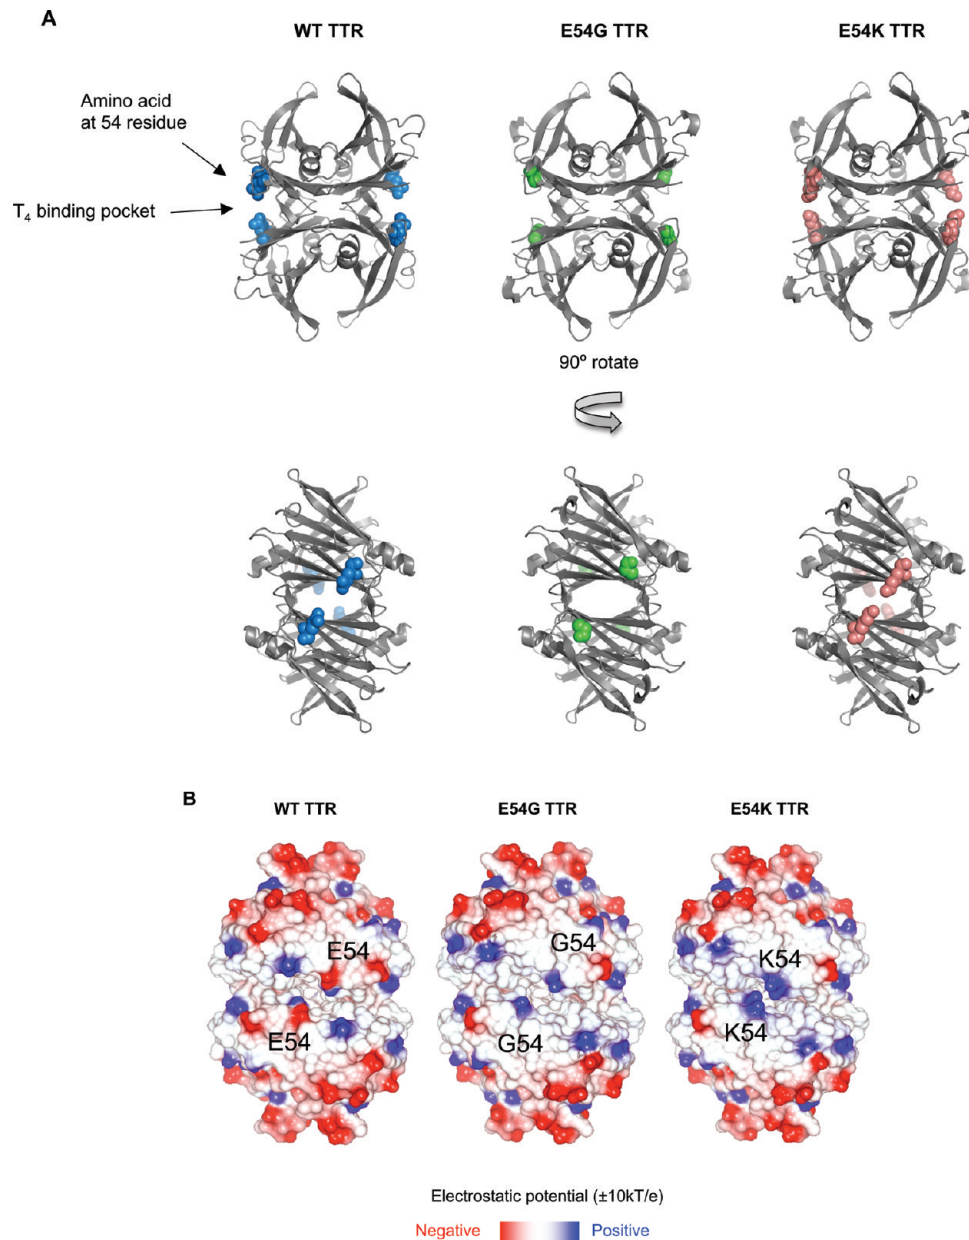 A
WT TTR
E54G TTR
E54K TTR
Amino acid
at 54 residue
T₄ binding pocket
90° rotate
B
WT TTR
E54G TTR
E54K TTR
E54
G54
K54
E54
G54
K54
Electrostatic potential (±10kT/e)
Negative
Positive